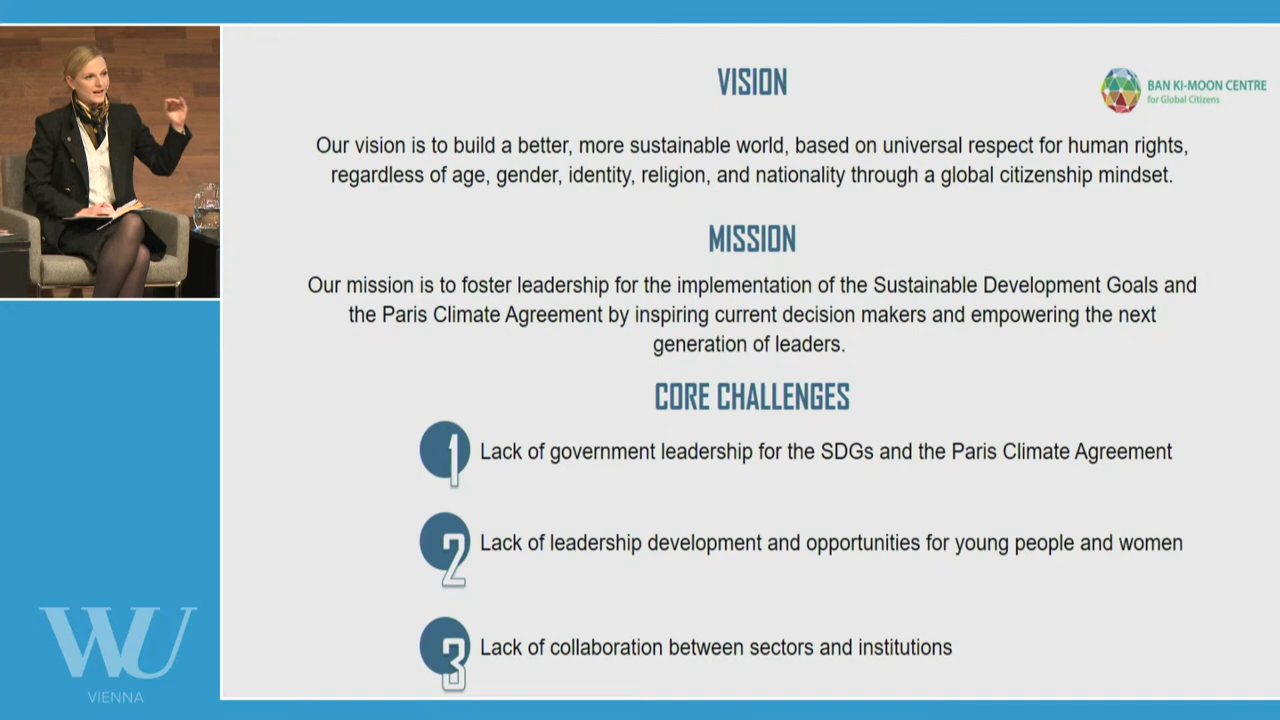 VISION
BAN KI-MOON CENTRE
for Global Citizens
Our vision is to build a better, more sustainable world, based on universal respect for human rights,
regardless of age, gender, identity, religion, and nationality through a global citizenship mindset.
MISSION
Our mission is to foster leadership for the implementation of the Sustainable Development Goals and
the Paris Climate Agreement by inspiring current decision makers and empowering the next
generation of leaders.
CORE CHALLENGES
1 Lack of government leadership for the SDGs and the Paris Climate Agreement
2 Lack of leadership development and opportunities for young people and women
3 Lack of collaboration between sectors and institutions
WU
VIENNA